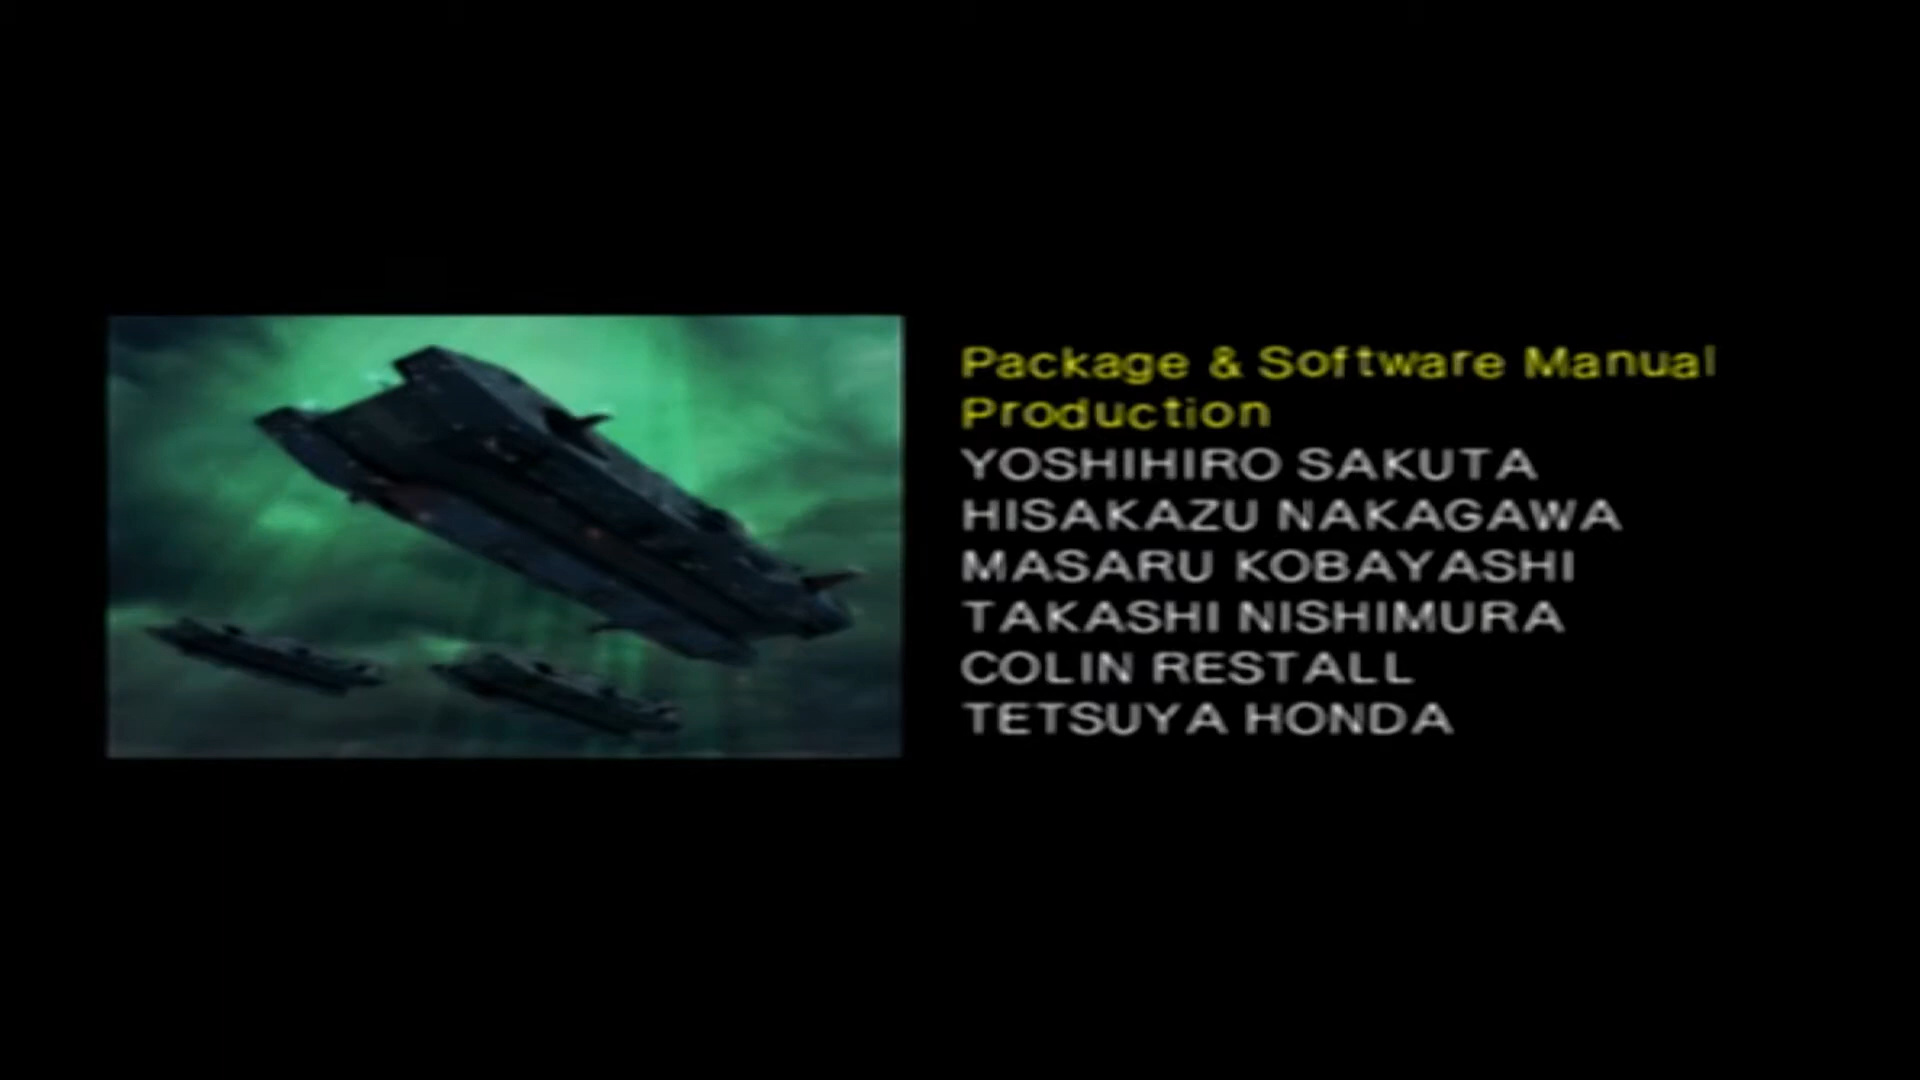 Package & Software Manual
Production
YOSHIHIRO SAKUTA
HISAKAZU NAKAGAWA
MASARU KOBAYASHI
TAKASHI NISHIMURA
COLIN RESTALL
TETSUYA HONDA